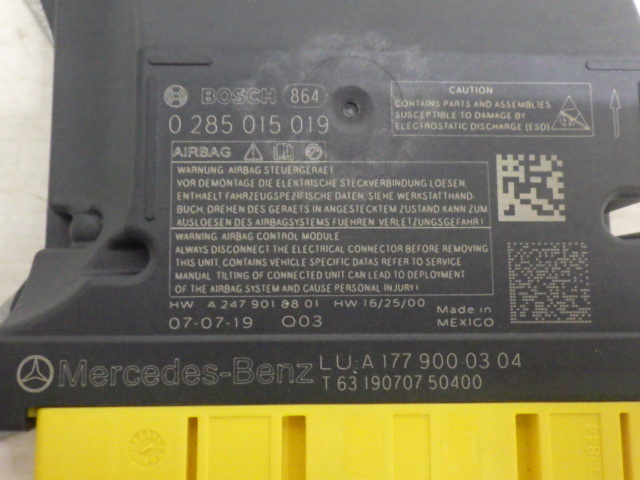 BOSCH 864
0 285 015 019
CAUTION
CONTAINS PARTS AND ASSEMBLIES
SUSCEPTIBLE TO DAMAGE BY
ELECTROSTATIC DISCHARGE (ESD)
AIRBAG
WARNUNG AIRBAG STEUERGERAET
VOR DEMONTAGE DIE ELEKTRISCHE STECKVERBINDUNG LOESEN.
ENTHAELT FAHRZEUGSPEZIFISCHE DATEN, SIEHE WERKSTATTHAND-
BUCH, DREHEN DES GERAETS IN ANGESTECKTEM ZUSTAND KANN ZUM
AUSLOESEN DES AIRBAGSYSTEMS FUEHREN. VERLETZUNGSGEFAHR!
WARNING AIRBAG CONTROL MODULE
ALWAYS DISCONNECT THE ELECTRICAL CONNECTOR BEFORE REMOVING
THIS UNIT, CONTAINS VEHICLE SPECIFIC DATAS REFER TO SERVICE
MANUAL TILTING OF CONNECTED UNIT CAN LEAD TO DEPLOYMENT
OF THE AIRBAG SYSTEM AND CAUSE PERSONAL INJURY!
HW A 247 901 88 01 HW 16/25/00
07-07-19 Q03
Made in
MEXICO
Mercedes-Benz
LU: A 177 900 03 04
T 63 190707 50400